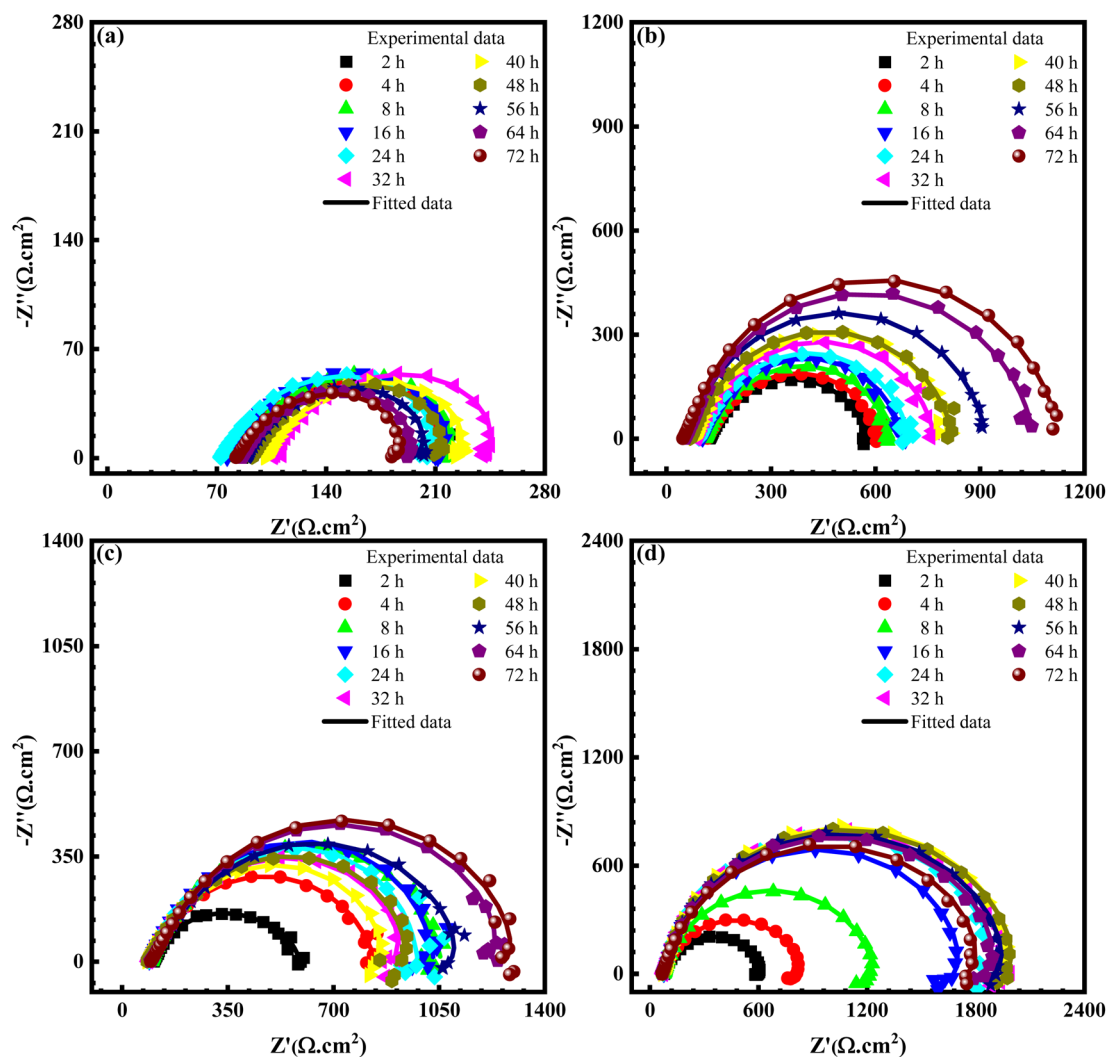 (a)
Experimental data
2 h
40 h
4 h
48 h
8 h
56 h
16 h
64 h
24 h
72 h
32 h
Fitted data
280
210
140
70
0
-Z''(Ω.cm²)
0 70 140 210 280
Z'(Ω.cm²)
(b)
Experimental data
2 h
40 h
4 h
48 h
8 h
56 h
16 h
64 h
24 h
72 h
32 h
Fitted data
1200
900
600
300
0
-Z''(Ω.cm²)
0 300 600 900 1200
Z'(Ω.cm²)
(c)
Experimental data
2 h
40 h
4 h
48 h
8 h
56 h
16 h
64 h
24 h
72 h
32 h
Fitted data
1400
1050
700
350
0
-Z''(Ω.cm²)
0 350 700 1050 1400
Z'(Ω.cm²)
(d)
Experimental data
2 h
40 h
4 h
48 h
8 h
56 h
16 h
64 h
24 h
72 h
32 h
Fitted data
2400
1800
1200
600
0
-Z''(Ω.cm²)
0 600 1200 1800 2400
Z'(Ω.cm²)